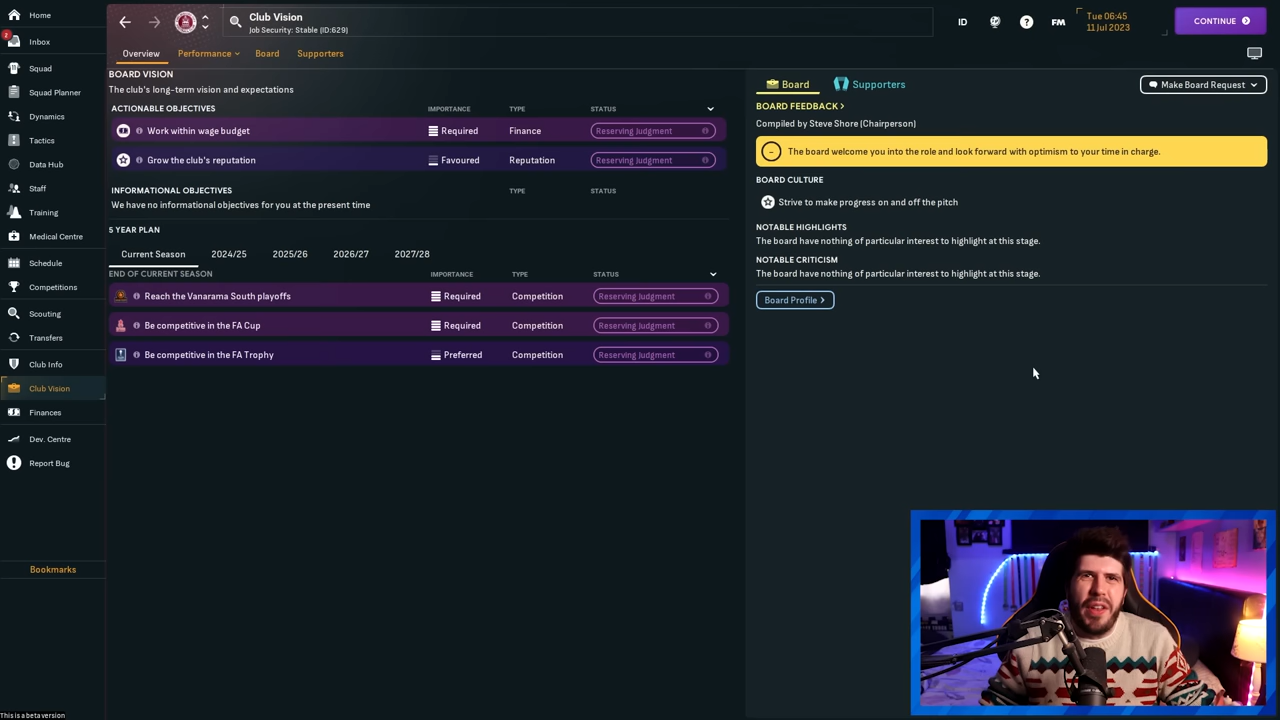 Home
Inbox
2
Squad
Squad Planner
Dynamics
Tactics
Data Hub
Staff
Training
Medical Centre
Schedule
Competitions
Scouting
Transfers
Club Info
Club Vision
Finances
Dev. Centre
Report Bug
Bookmarks
This is a beta version
Club Vision
Job Security: Stable (ID:629)
ID
?
FM
Tue 06:45
11 Jul 2023
CONTINUE
Overview Performance Board Supporters
BOARD VISION
The club's long-term vision and expectations
ACTIONABLE OBJECTIVES IMPORTANCE TYPE STATUS
Work within wage budget Required Finance Reserving Judgment
Grow the club's reputation Favoured Reputation Reserving Judgment
INFORMATIONAL OBJECTIVES TYPE STATUS
We have no informational objectives for you at the present time
5 YEAR PLAN
Current Season 2024/25 2025/26 2026/27 2027/28
END OF CURRENT SEASON IMPORTANCE TYPE STATUS
Reach the Vanarama South playoffs Required Competition Reserving Judgment
Be competitive in the FA Cup Required Competition Reserving Judgment
Be competitive in the FA Trophy Preferred Competition Reserving Judgment
Board Supporters Make Board Request
BOARD FEEDBACK >
Compiled by Steve Shore (Chairperson)
The board welcome you into the role and look forward with optimism to your time in charge.
BOARD CULTURE
Strive to make progress on and off the pitch
NOTABLE HIGHLIGHTS
The board have nothing of particular interest to highlight at this stage.
NOTABLE CRITICISM
The board have nothing of particular interest to highlight at this stage.
Board Profile >